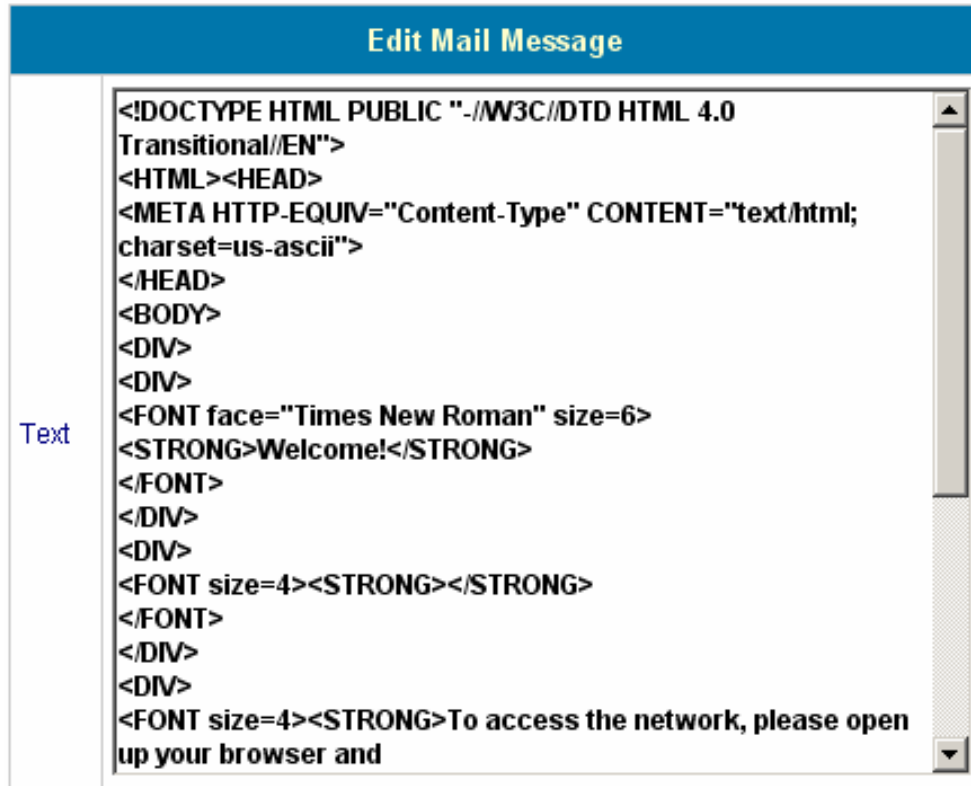 Edit Mail Message
Text
<!DOCTYPE HTML PUBLIC "-//W3C//DTD HTML 4.0
Transitional//EN">
<HTML><HEAD>
<META HTTP-EQUIV="Content-Type" CONTENT="text/html;
charset=us-ascii">
</HEAD>
<BODY>
<DIV>
<DIV>
<FONT face="Times New Roman" size=6>
<STRONG>Welcome!</STRONG>
</FONT>
</DIV>
<DIV>
<FONT size=4><STRONG></STRONG>
</FONT>
</DIV>
<DIV>
<FONT size=4><STRONG>To access the network, please open
up your browser and